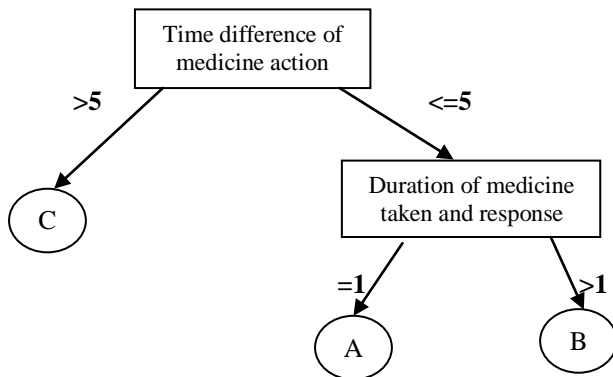 Time difference of
medicine action
>5
<=5
Duration of medicine
taken and response
C
=1
>1
A
B